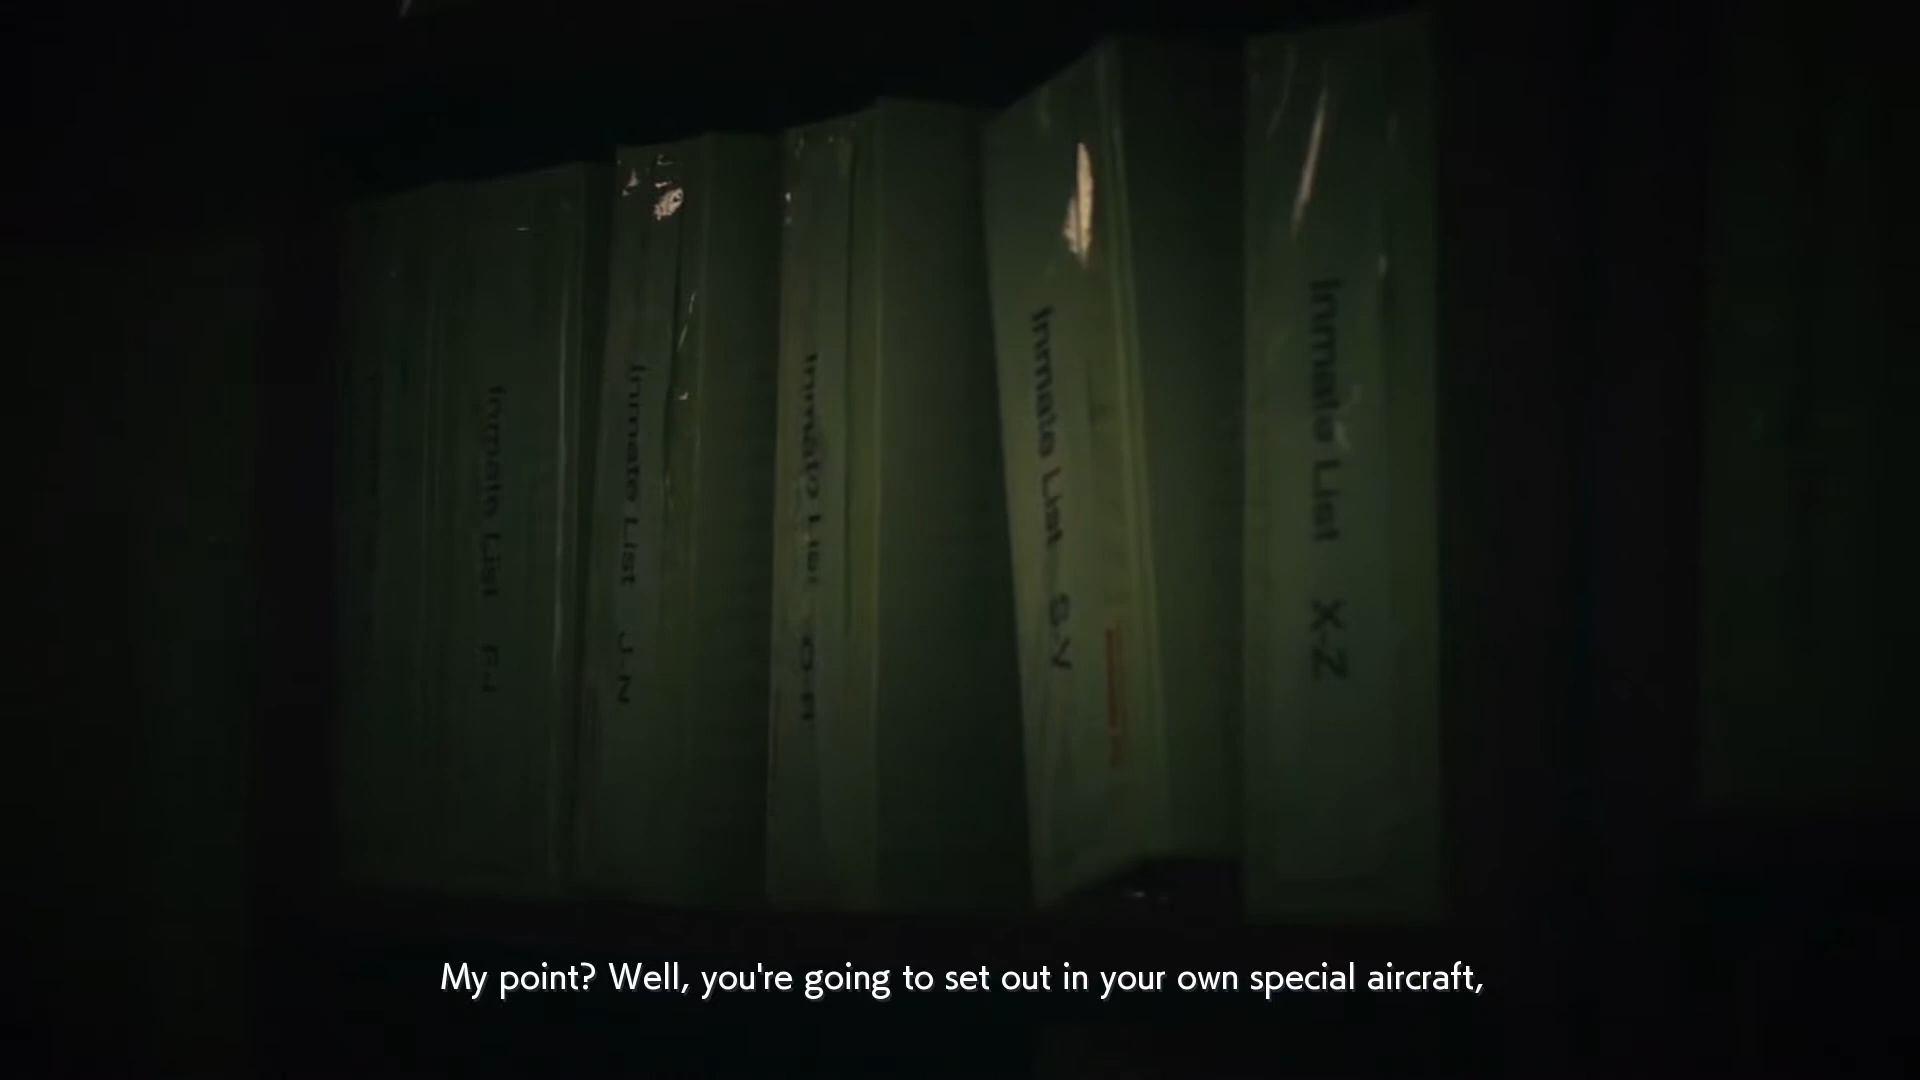 Inmate List F-I
Inmate List J-N
Inmate List O-R
Inmate List S-V
Inmate List X-Z
My point? Well, you're going to set out in your own special aircraft,